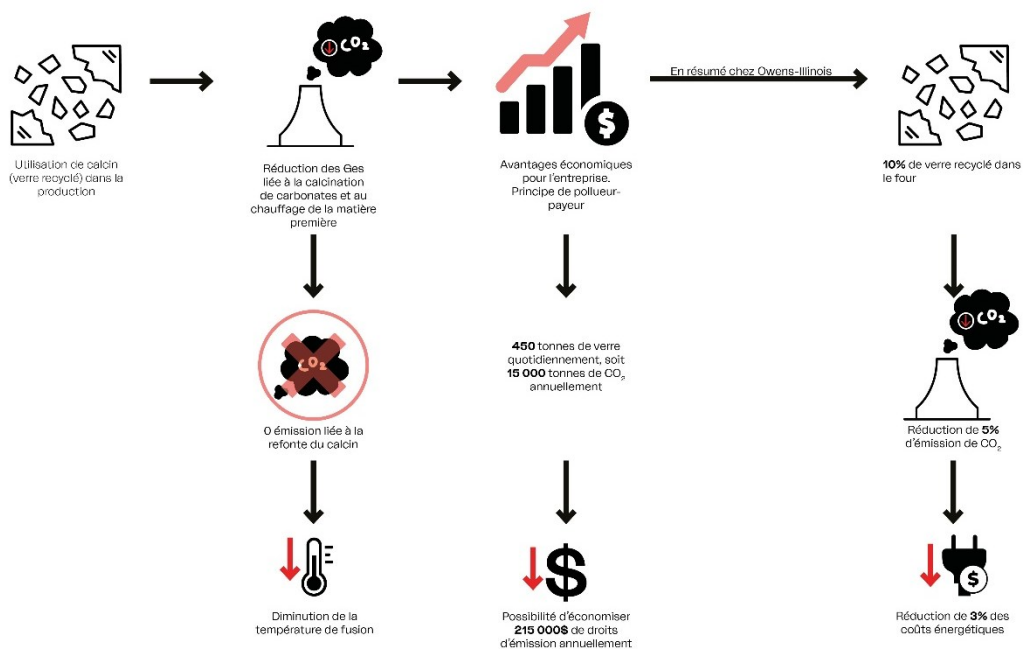 CO₂
$
En résumé chez Owens-Illinois
Utilisation de calcin
(verre recyclé) dans la
production
Réduction des Ges
liée à la calcination
de carbonates et au
chauffage de la matière
première
Avantages économiques
pour l'entreprise.
Principe de pollueur-
payeur
10% de verre recyclé dans
le four
CO₂
0 émission liée à la
refonte du calcin
450 tonnes de verre
quotidiennement, soit
15 000 tonnes de CO₂
annuellement
CO₂
Réduction de 5%
d'émission de CO₂
Diminution de la
température de fusion
$
Possibilité d'économiser
215 000$ de droits
d'émission annuellement
$
Réduction de 3% des
coûts énergétiques